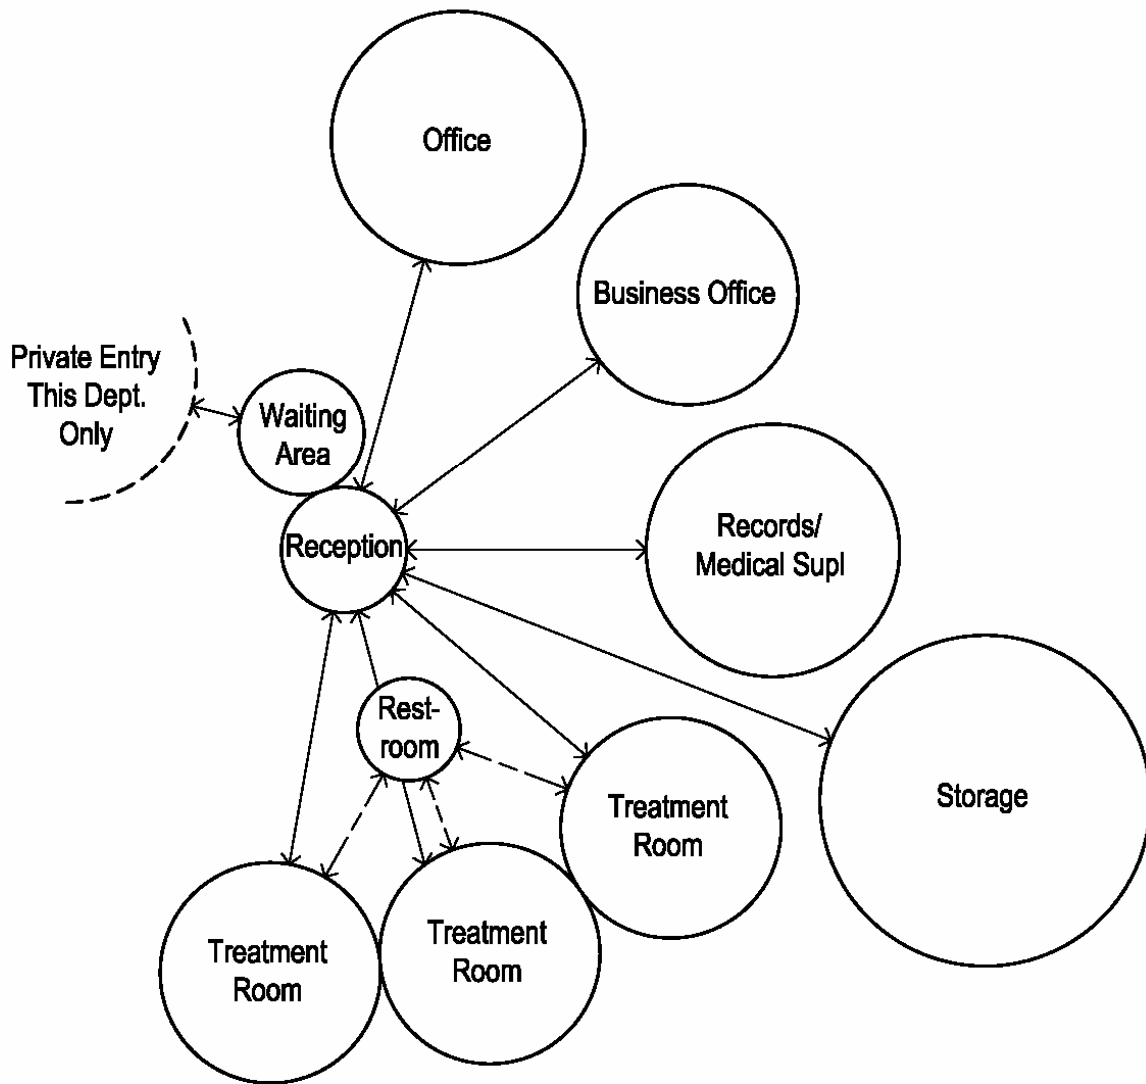 Office
Business Office
Private Entry
This Dept.
Only
Waiting
Area
Reception
Records/
Medical Supl
Rest-
room
Storage
Treatment
Room
Treatment
Room
Treatment
Room